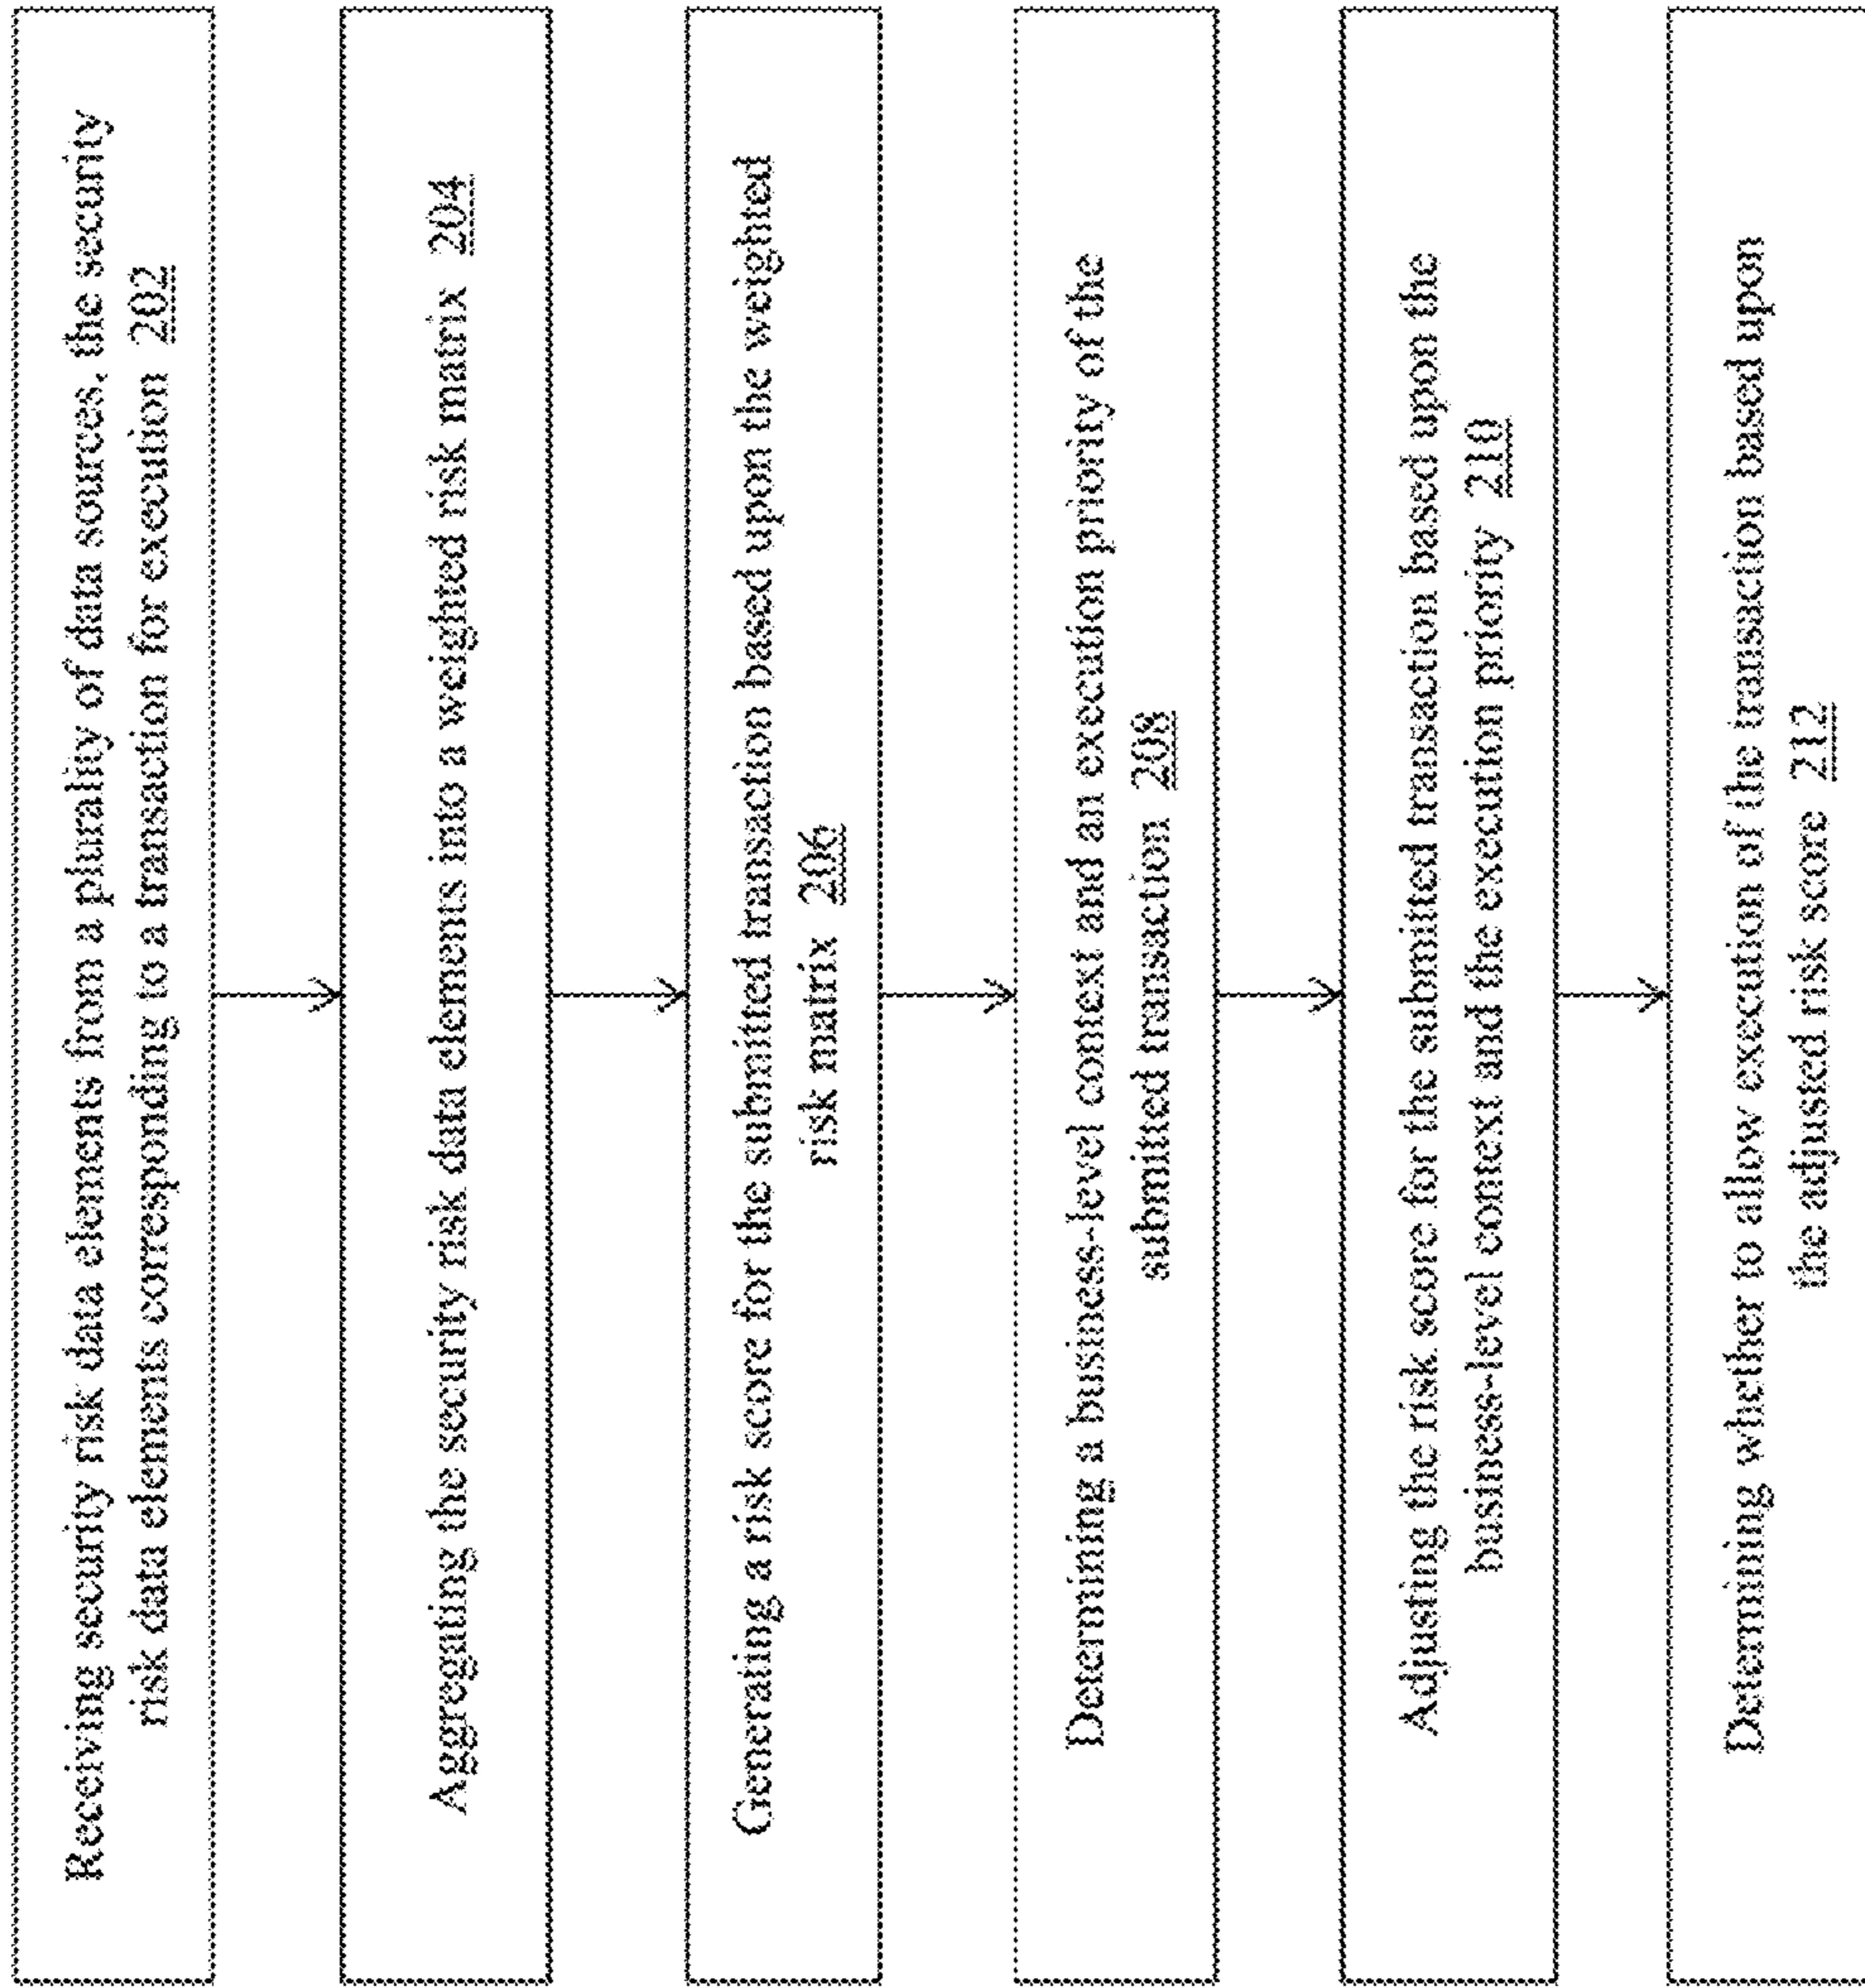 Receiving security risk data elements from a plurality of data sources, the security
risk data elements corresponding to a transaction for execution 202
Aggregating the security risk data elements into a weighted risk matrix 204
Generating a risk score for the submitted transaction based upon the weighted
risk matrix 206
Determining a business-level context and an execution priority of the
submitted transaction 208
Adjusting the risk score for the submitted transaction based upon the
business-level context and the execution priority 210
Determining whether to allow execution of the transaction based upon
the adjusted risk score 212